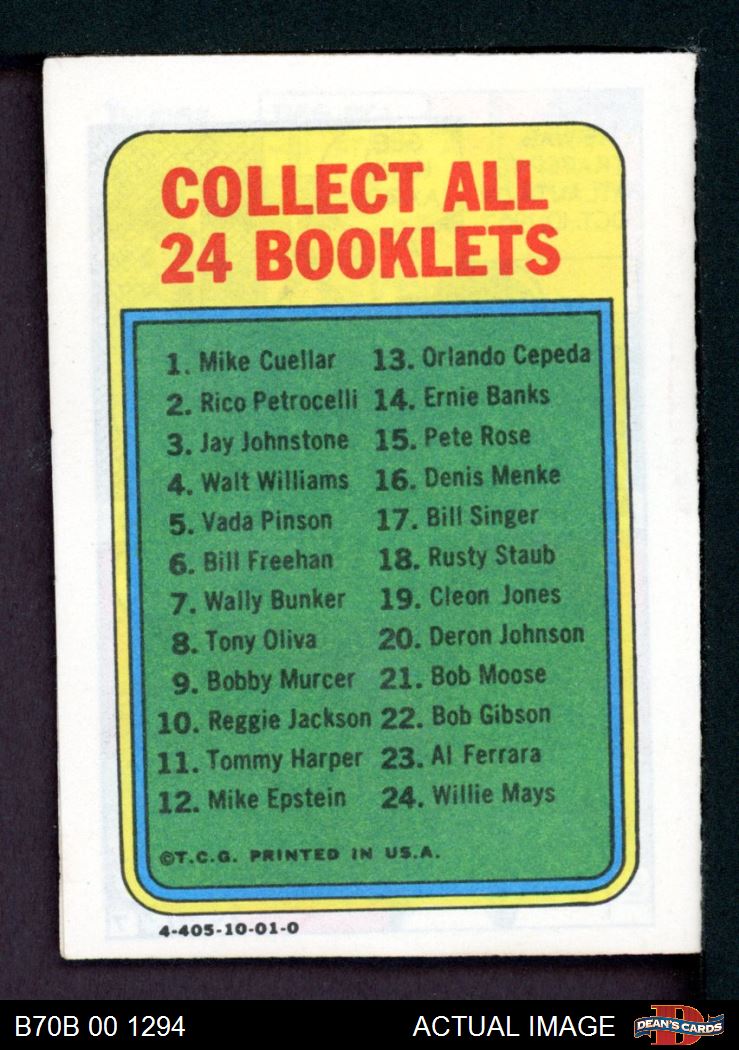 COLLECT ALL
24 BOOKLETS
1. Mike Cuellar
2. Rico Petrocelli
3. Jay Johnstone
4. Walt Williams
5. Vada Pinson
6. Bill Freehan
7. Wally Bunker
8. Tony Oliva
9. Bobby Murcer
10. Reggie Jackson
11. Tommy Harper
12. Mike Epstein
13. Orlando Cepeda
14. Ernie Banks
15. Pete Rose
16. Denis Menke
17. Bill Singer
18. Rusty Staub
19. Cleon Jones
20. Deron Johnson
21. Bob Moose
22. Bob Gibson
23. Al Ferrara
24. Willie Mays
©T.C.G. PRINTED IN U.S.A.
4-405-10-01-0
B70B 00 1294
ACTUAL IMAGE
D
DEAN'S CARDS